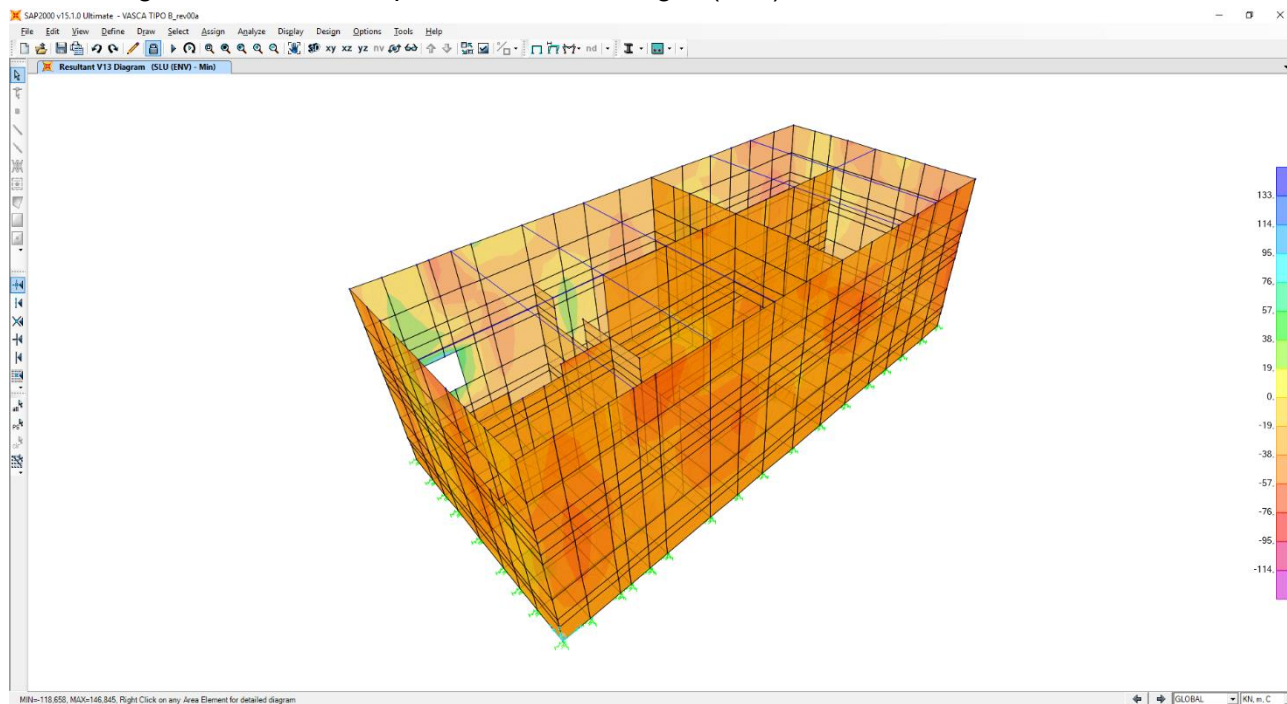 SAP2000 v15.1.0 Ultimate - VASCA TIPO B_rev00a
File Edit View Define Draw Select Assign Analyze Display Design Options Tools Help
xy xz yz nv nd
Resultant V13 Diagram (SLU (ENV) - Min)
133,
114,
95,
76,
57,
38,
19,
0,
-19,
-38,
-57,
-76,
-95,
-114,
MIN=-118,658, MAX=146,845, Right Click on any Area Element for detailed diagram
GLOBAL
KN, m, C